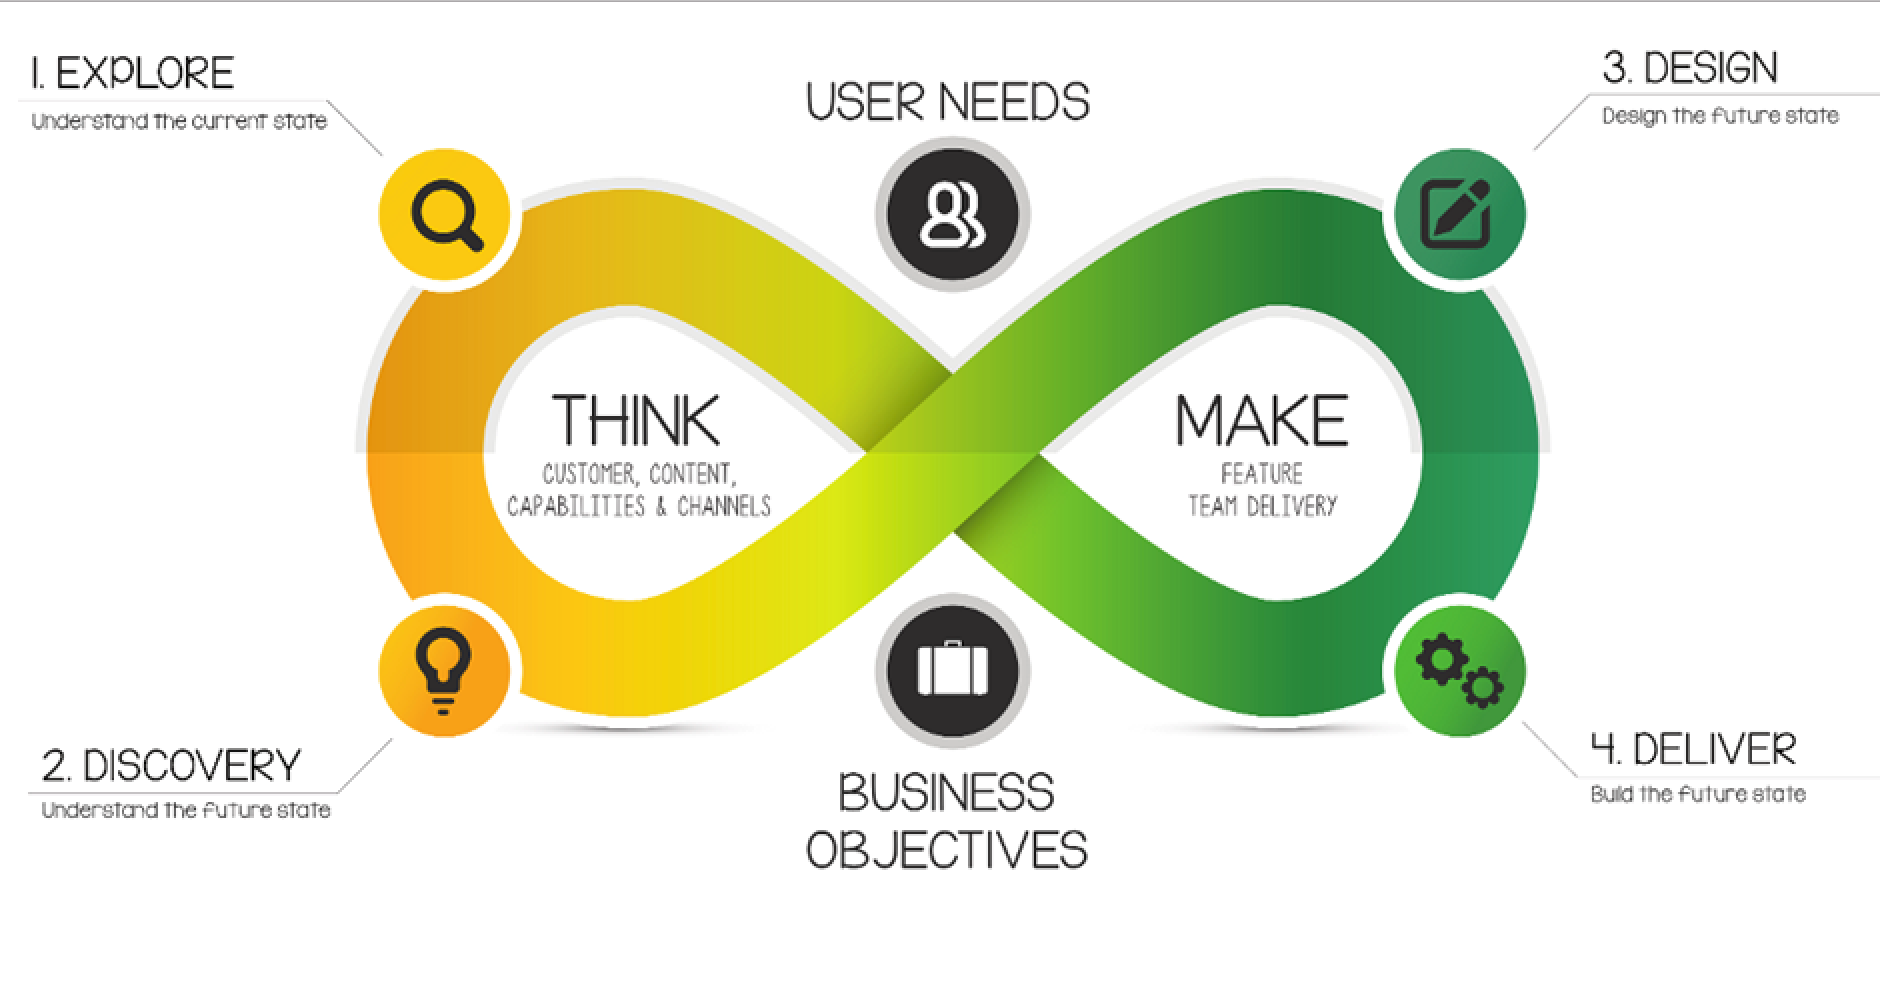 1. EXPLORE
Understand the current state
USER NEEDS
3. DESIGN
Design the future state
THINK
CUSTOMER, CONTENT,
CAPABILITIES & CHANNELS
MAKE
FEATURE
TEAM DELIVERY
2. DISCOVERY
Understand the future state
BUSINESS
OBJECTIVES
4. DELIVER
Build the future state